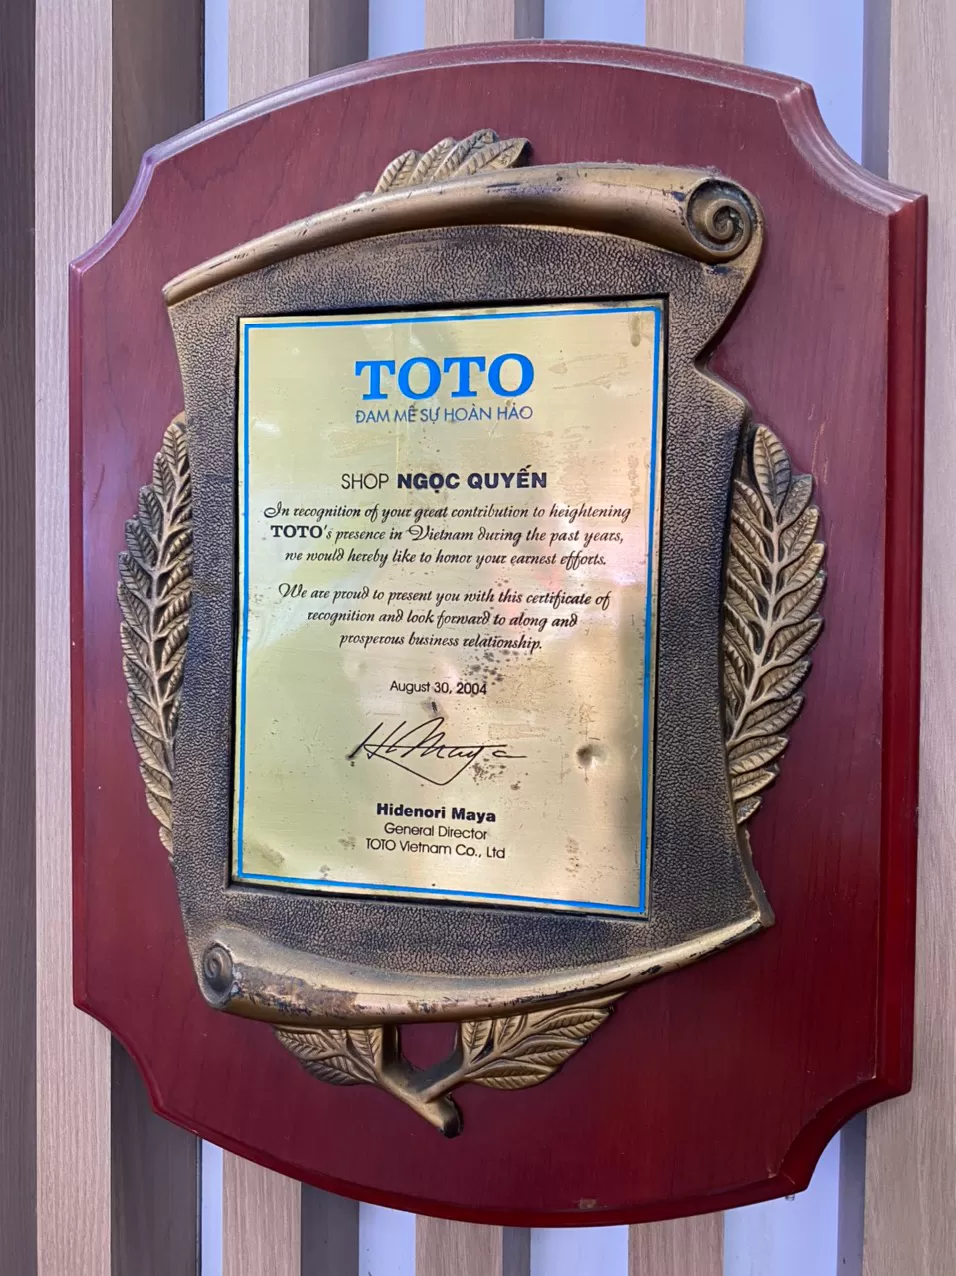 TOTO
ĐAM MÊ SỰ HOÀN HẢO
SHOP NGỌC QUYẾN
In recognition of your great contribution to heightening
TOTO's presence in Vietnam during the past years,
we would hereby like to honor your earnest efforts.
We are proud to present you with this certificate of
recognition and look forward to along and
prosperous business relationship.
August 30, 2004
H. Maya
Hidenori Maya
General Director
TOTO Vietnam Co., Ltd